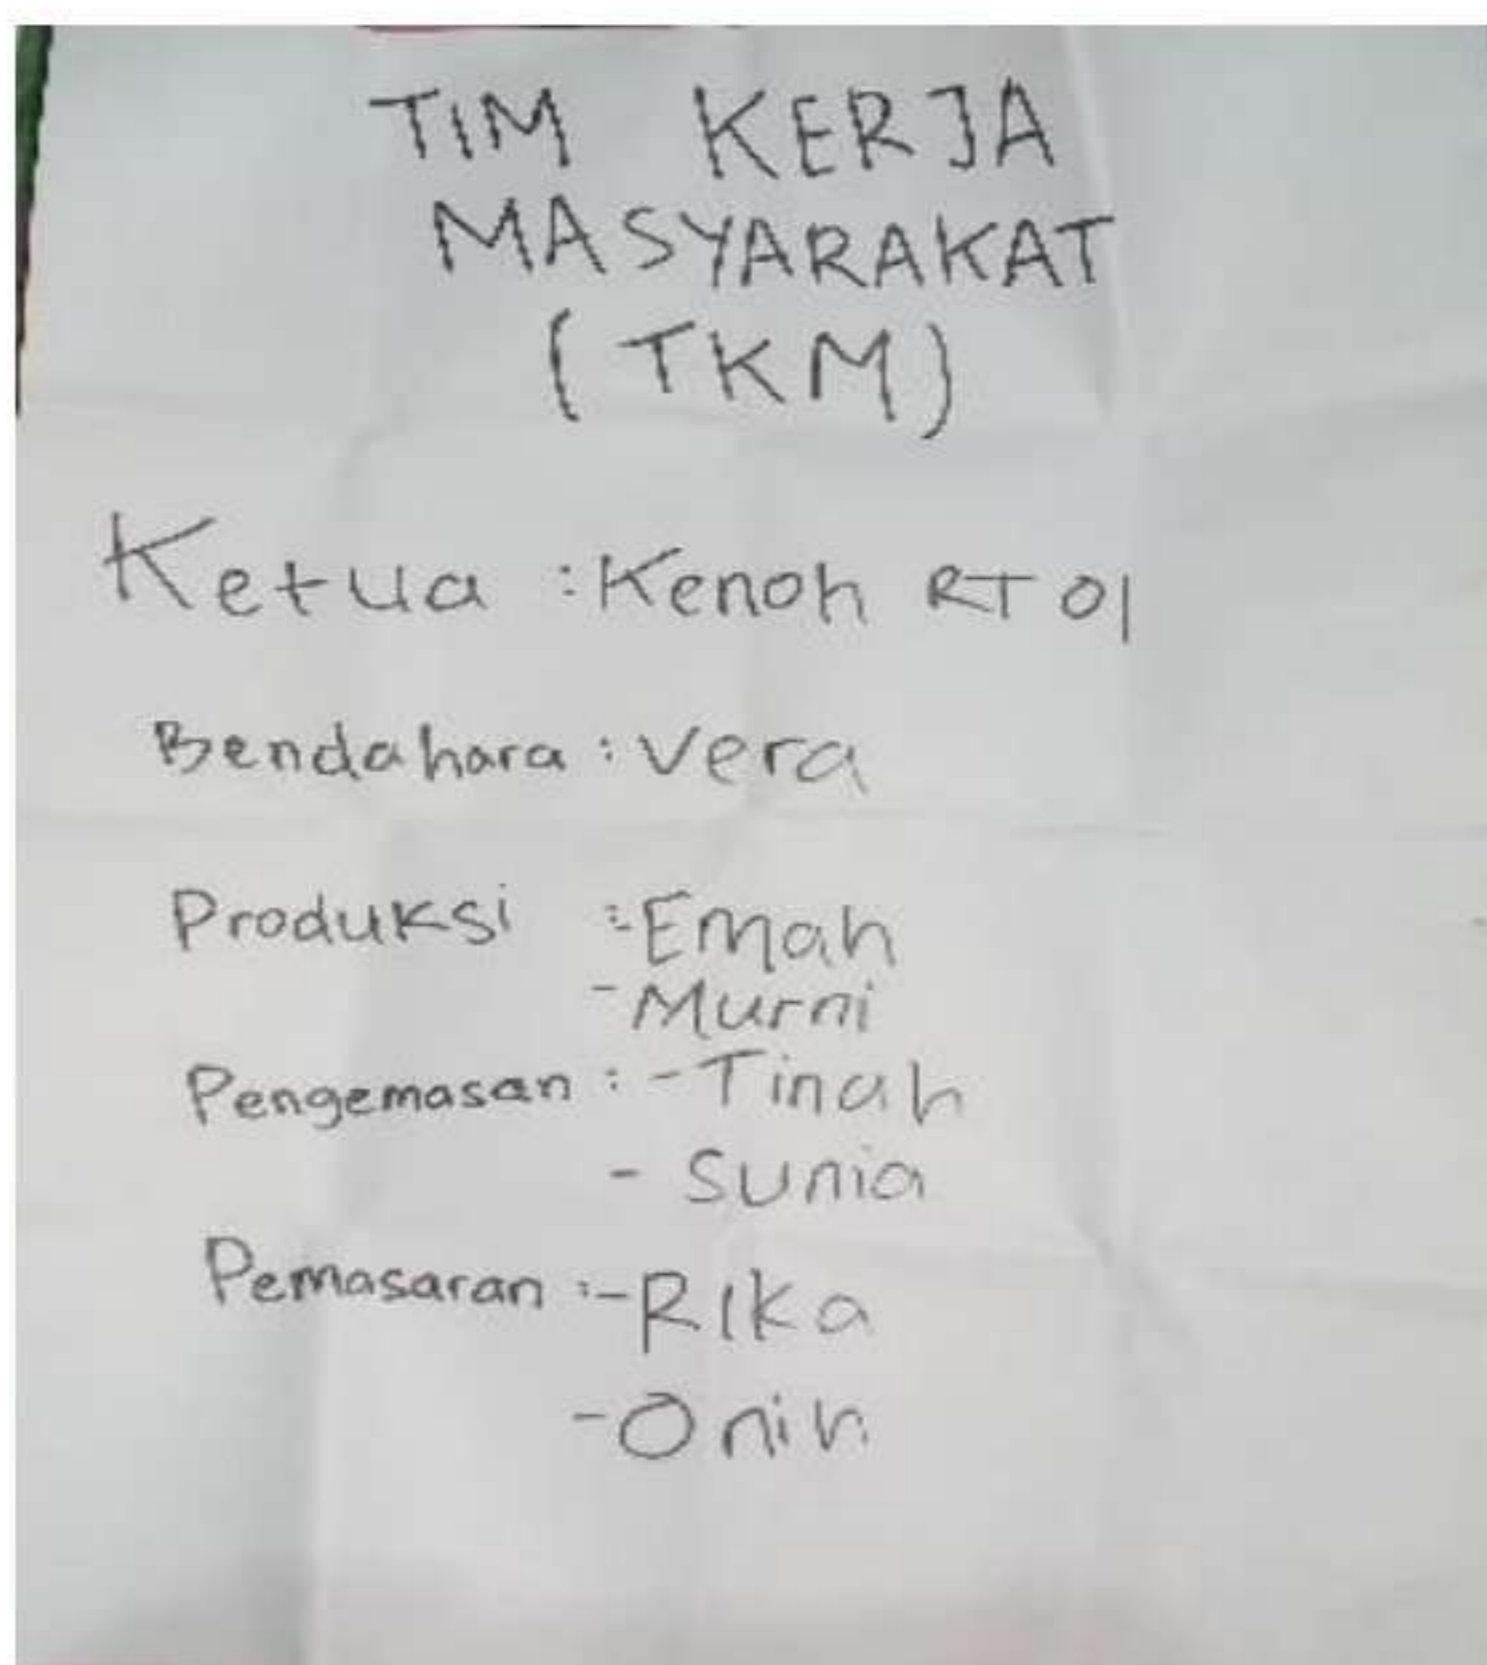 TIM KERJA
MASYARAKAT
(TKM)
Ketua : Kenoh RT 01
Bendahara : Vera
Produksi :- Emah
- Murni
Pengemasan : - Tinah
- Sunia
Pemasaran :- Rika
- Onih